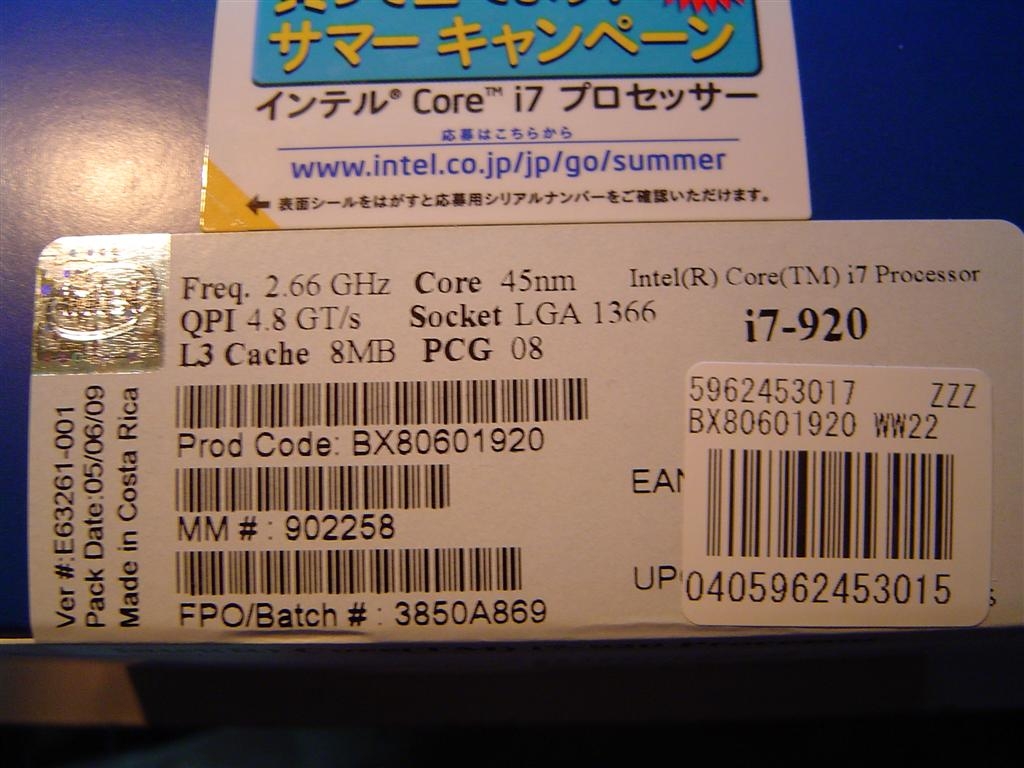 サマー キャンペーン
インテル® Core™ i7 プロセッサー
応募はこちらから
www.intel.co.jp/jp/go/summer
表面シールをはがすと応募用シリアルナンバーをご確認いただけます。
Freq. 2.66 GHz Core 45nm
QPI 4.8 GT/s Socket LGA 1366
L3 Cache 8MB PCG 08
Intel(R) Core(TM) i7 Processor
i7-920
Prod Code: BX80601920
MM # : 902258
FPO/Batch # : 3850A869
Ver #:E63261-001
Pack Date:05/06/09
Made in Costa Rica
EAN
UP
5962453017 ZZZ
BX80601920 WW22
0405962453015